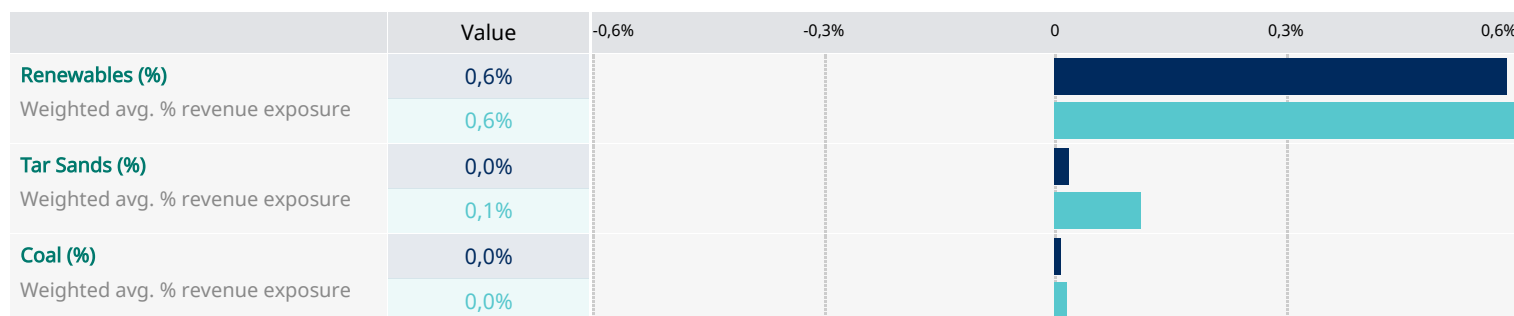 Value -0,6% -0,3% 0 0,3% 0,6%
Renewables (%) 0,6%
Weighted avg. % revenue exposure 0,6%
Tar Sands (%) 0,0%
Weighted avg. % revenue exposure 0,1%
Coal (%) 0,0%
Weighted avg. % revenue exposure 0,0%